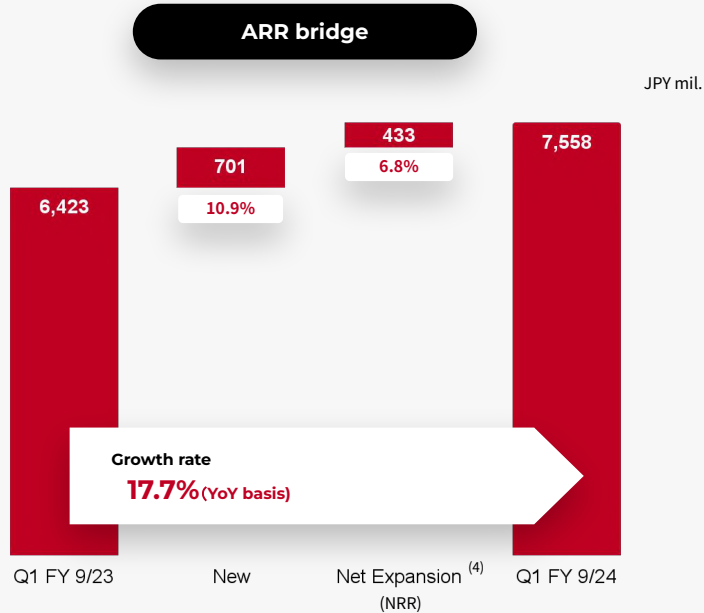 ARR bridge
JPY mil.
6,423
701
10.9%
433
6.8%
7,558
Growth rate
17.7%(YoY basis)
Q1 FY 9/23
New
Net Expansion (4)
(NRR)
Q1 FY 9/24